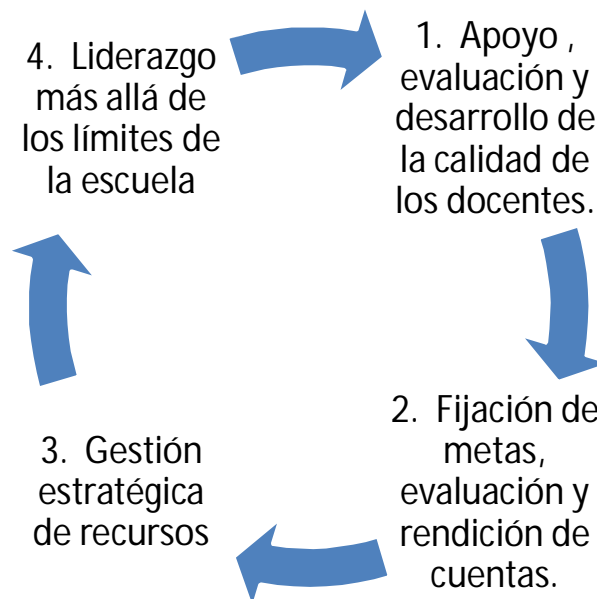 1. Apoyo ,
evaluación y
desarrollo de
la calidad de
los docentes.
2. Fijación de
metas,
evaluación y
rendición de
cuentas.
3. Gestión
estratégica
de recursos
4. Liderazgo
más allá de
los límites de
la escuela